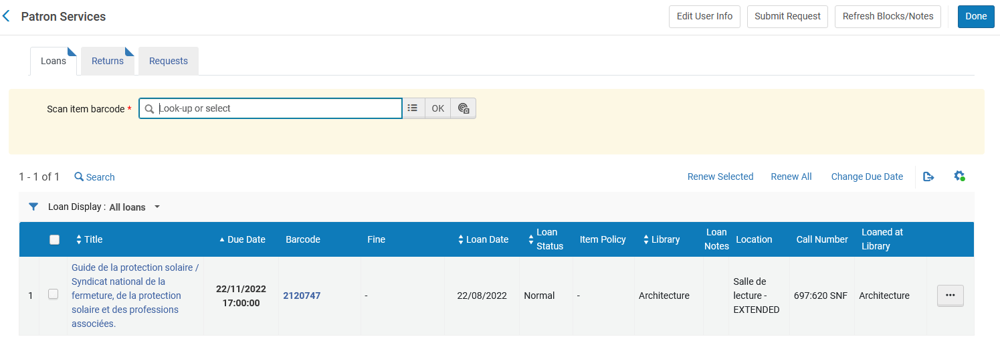 Patron Services
Edit User Info
Submit Request
Refresh Blocks/Notes
Done
Loans
Returns
Requests
Scan item barcode *
Look-up or select
OK
1 - 1 of 1
Search
Renew Selected
Renew All
Change Due Date
Loan Display : All loans
Title
Due Date
Barcode
Fine
Loan Date
Loan
Status
Item Policy
Library
Loan
Notes
Location
Call Number
Loaned at
Library
1
Guide de la protection solaire /
Syndicat national de la
fermeture, de la protection
solaire et des professions
associées.
22/11/2022
17:00:00
2120747
-
22/08/2022
Normal
-
Architecture
Salle de
lecture -
EXTENDED
697:620 SNF
Architecture